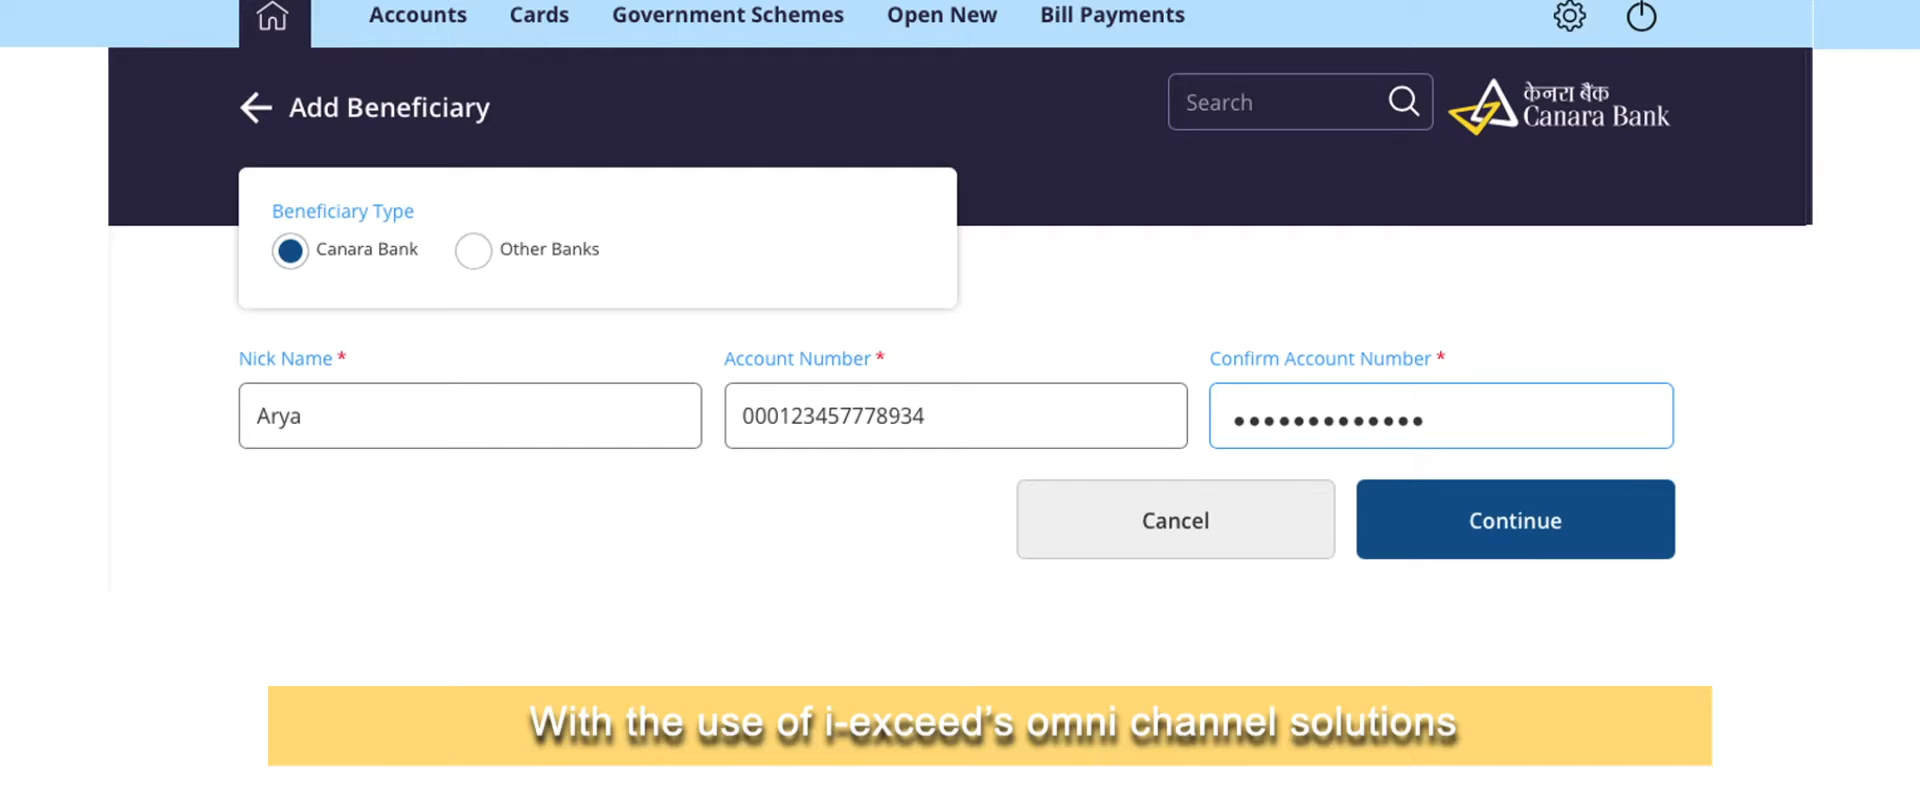 Accounts Cards Government Schemes Open New Bill Payments
Add Beneficiary
Search
केनरा बैंक
Canara Bank
Beneficiary Type
Canara Bank Other Banks
Nick Name * Account Number * Confirm Account Number *
Arya 000123457778934 •••••••••••••
Cancel Continue
With the use of i-exceed's omni channel solutions